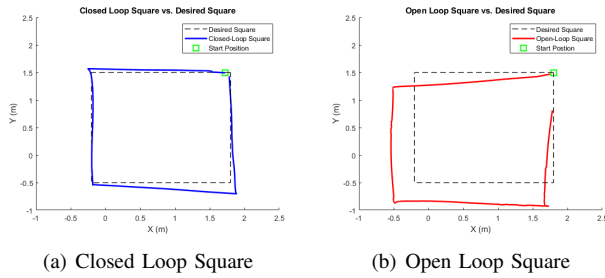 Closed Loop Square vs. Desired Square
Desired Square
Closed-Loop Square
Start Position
Y (m)
2.5
2
1.5
1
0.5
0
-0.5
-1
-1
-0.5
0
0.5
1
1.5
2
2.5
X (m)
(a) Closed Loop Square
Open Loop Square vs. Desired Square
Desired Square
Open-Loop Square
Start Position
Y (m)
2.5
2
1.5
1
0.5
0
-0.5
-1
-1
-0.5
0
0.5
1
1.5
2
2.5
X (m)
(b) Open Loop Square